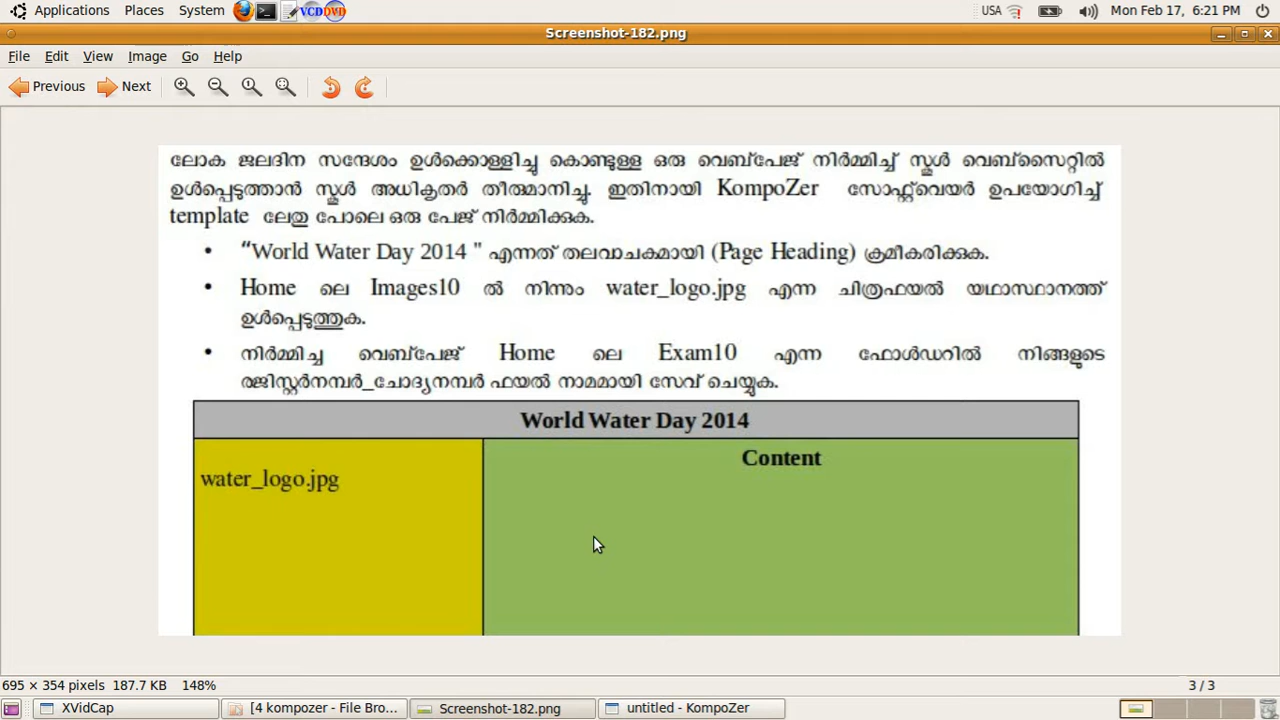 Applications Places System VCDDVD USA Mon Feb 17, 6:21 PM
Screenshot-182.png
File Edit View Image Go Help
Previous Next
ലോക ജലദിന സന്ദേശം ഉൾക്കൊള്ളിച്ചു കൊണ്ടുള്ള ഒരു വെബ്പേജ് നിർമ്മിച്ച് സ്കൂൾ വെബ്സൈറ്റിൽ
ഉൾപ്പെടുത്താൻ സ്കൂൾ അധികൃതർ തീരുമാനിച്ചു. ഇതിനായി KompoZer സോഫ്റ്റ്‌വെയർ ഉപയോഗിച്ച്
template ലേതു പോലെ ഒരു പേജ് നിർമ്മിക്കുക.
• “World Water Day 2014 " എന്നത് തലവാചകമായി (Page Heading) ക്രമീകരിക്കുക.
• Home ലെ Images10 ൽ നിന്നും water_logo.jpg എന്ന ചിത്രഫയൽ യഥാസ്ഥാനത്ത്
ഉൾപ്പെടുത്തുക.
• നിർമ്മിച്ച വെബ്പേജ് Home ലെ Exam10 എന്ന ഫോൾഡറിൽ നിങ്ങളുടെ
രജിസ്റ്റർനമ്പർ_ചോദ്യനമ്പർ ഫയൽ നാമമായി സേവ് ചെയ്യുക.
World Water Day 2014
Content
water_logo.jpg
695 × 354 pixels 187.7 KB 148% 3 / 3
XVidCap [4 kompozer - File Bro... Screenshot-182.png untitled - KompoZer